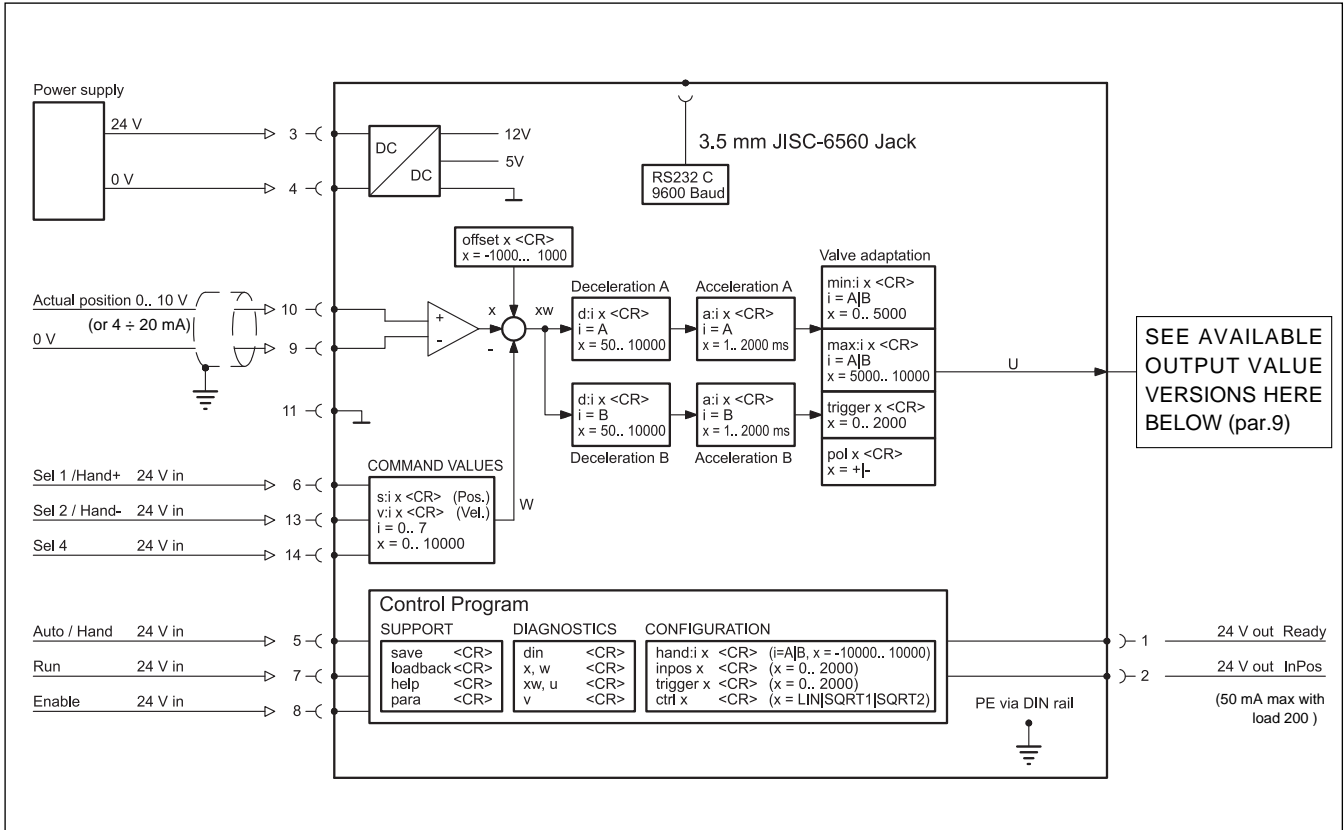 Power supply
24 V
0 V
3
4
DC
DC
12V
5V
3.5 mm JISC-6560 Jack
RS232 C
9600 Baud
offset x <CR>
x = -1000... 1000
Actual position 0.. 10 V
(or 4 ÷ 20 mA)
0 V
10
9
11
+
-
x
-
xw
W
Deceleration A
d:i x <CR>
i = A
x = 50.. 10000
Acceleration A
a:i x <CR>
i = A
x = 1.. 2000 ms
d:i x <CR>
i = B
x = 50.. 10000
Deceleration B
a:i x <CR>
i = B
x = 1.. 2000 ms
Acceleration B
Valve adaptation
min:i x <CR>
i = A|B
x = 0.. 5000
max:i x <CR>
i = A|B
x = 5000.. 10000
trigger x <CR>
x = 0.. 2000
pol x <CR>
x = +|-
U
SEE AVAILABLE
OUTPUT VALUE
VERSIONS HERE
BELOW (par.9)
Sel 1 /Hand+ 24 V in
6
Sel 2 / Hand- 24 V in
13
Sel 4 24 V in
14
COMMAND VALUES
s:i x <CR> (Pos.)
v:i x <CR> (Vel.)
i = 0.. 7
x = 0.. 10000
Auto / Hand 24 V in
5
Run 24 V in
7
Enable 24 V in
8
Control Program
SUPPORT
save <CR>
loadback <CR>
help <CR>
para <CR>
DIAGNOSTICS
din <CR>
x, w <CR>
xw, u <CR>
v <CR>
CONFIGURATION
hand:i x <CR> (i=A|B, x = -10000.. 10000)
inpos x <CR> (x = 0.. 2000)
trigger x <CR> (x = 0.. 2000)
ctrl x <CR> (x = LIN|SQRT1|SQRT2)
PE via DIN rail
1
24 V out Ready
2
24 V out InPos
(50 mA max with
load 200 )